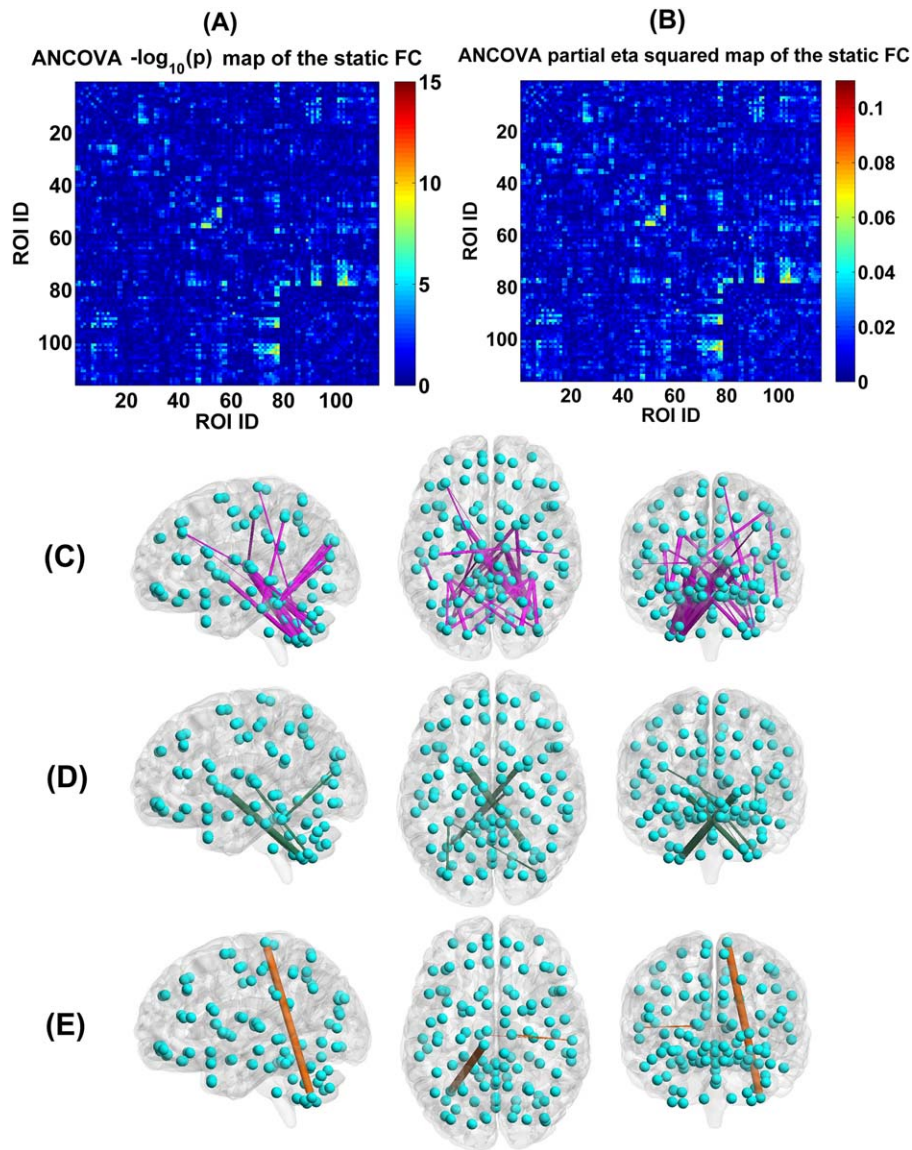 (A)
ANCOVA -log10(p) map of the static FC
15
10
5
0
20
40
60
80
100
ROI ID
20 40 60 80 100
ROI ID
(B)
ANCOVA partial eta squared map of the static FC
0.1
0.08
0.06
0.04
0.02
0
20
40
60
80
100
ROI ID
20 40 60 80 100
ROI ID
(C)
(D)
(E)